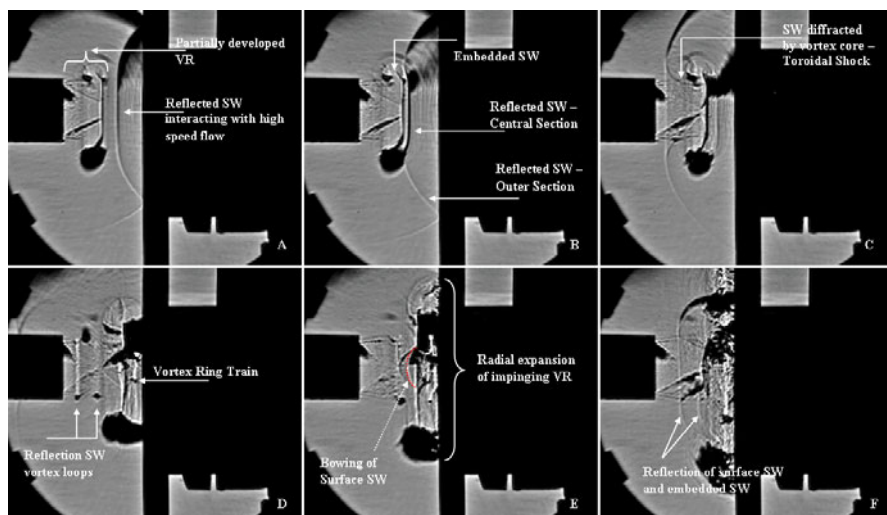 Partially developed
VR
Reflected SW
interacting with high
speed flow
A
Embedded SW
Reflected SW –
Central Section
Reflected SW –
Outer Section
B
SW diffracted
by vortex core –
Toroidal Shock
C
Vortex Ring Train
Reflection SW
vortex loops
D
Radial expansion
of impinging VR
Bowing of
Surface SW
E
Reflection of surface SW
and embedded SW
F